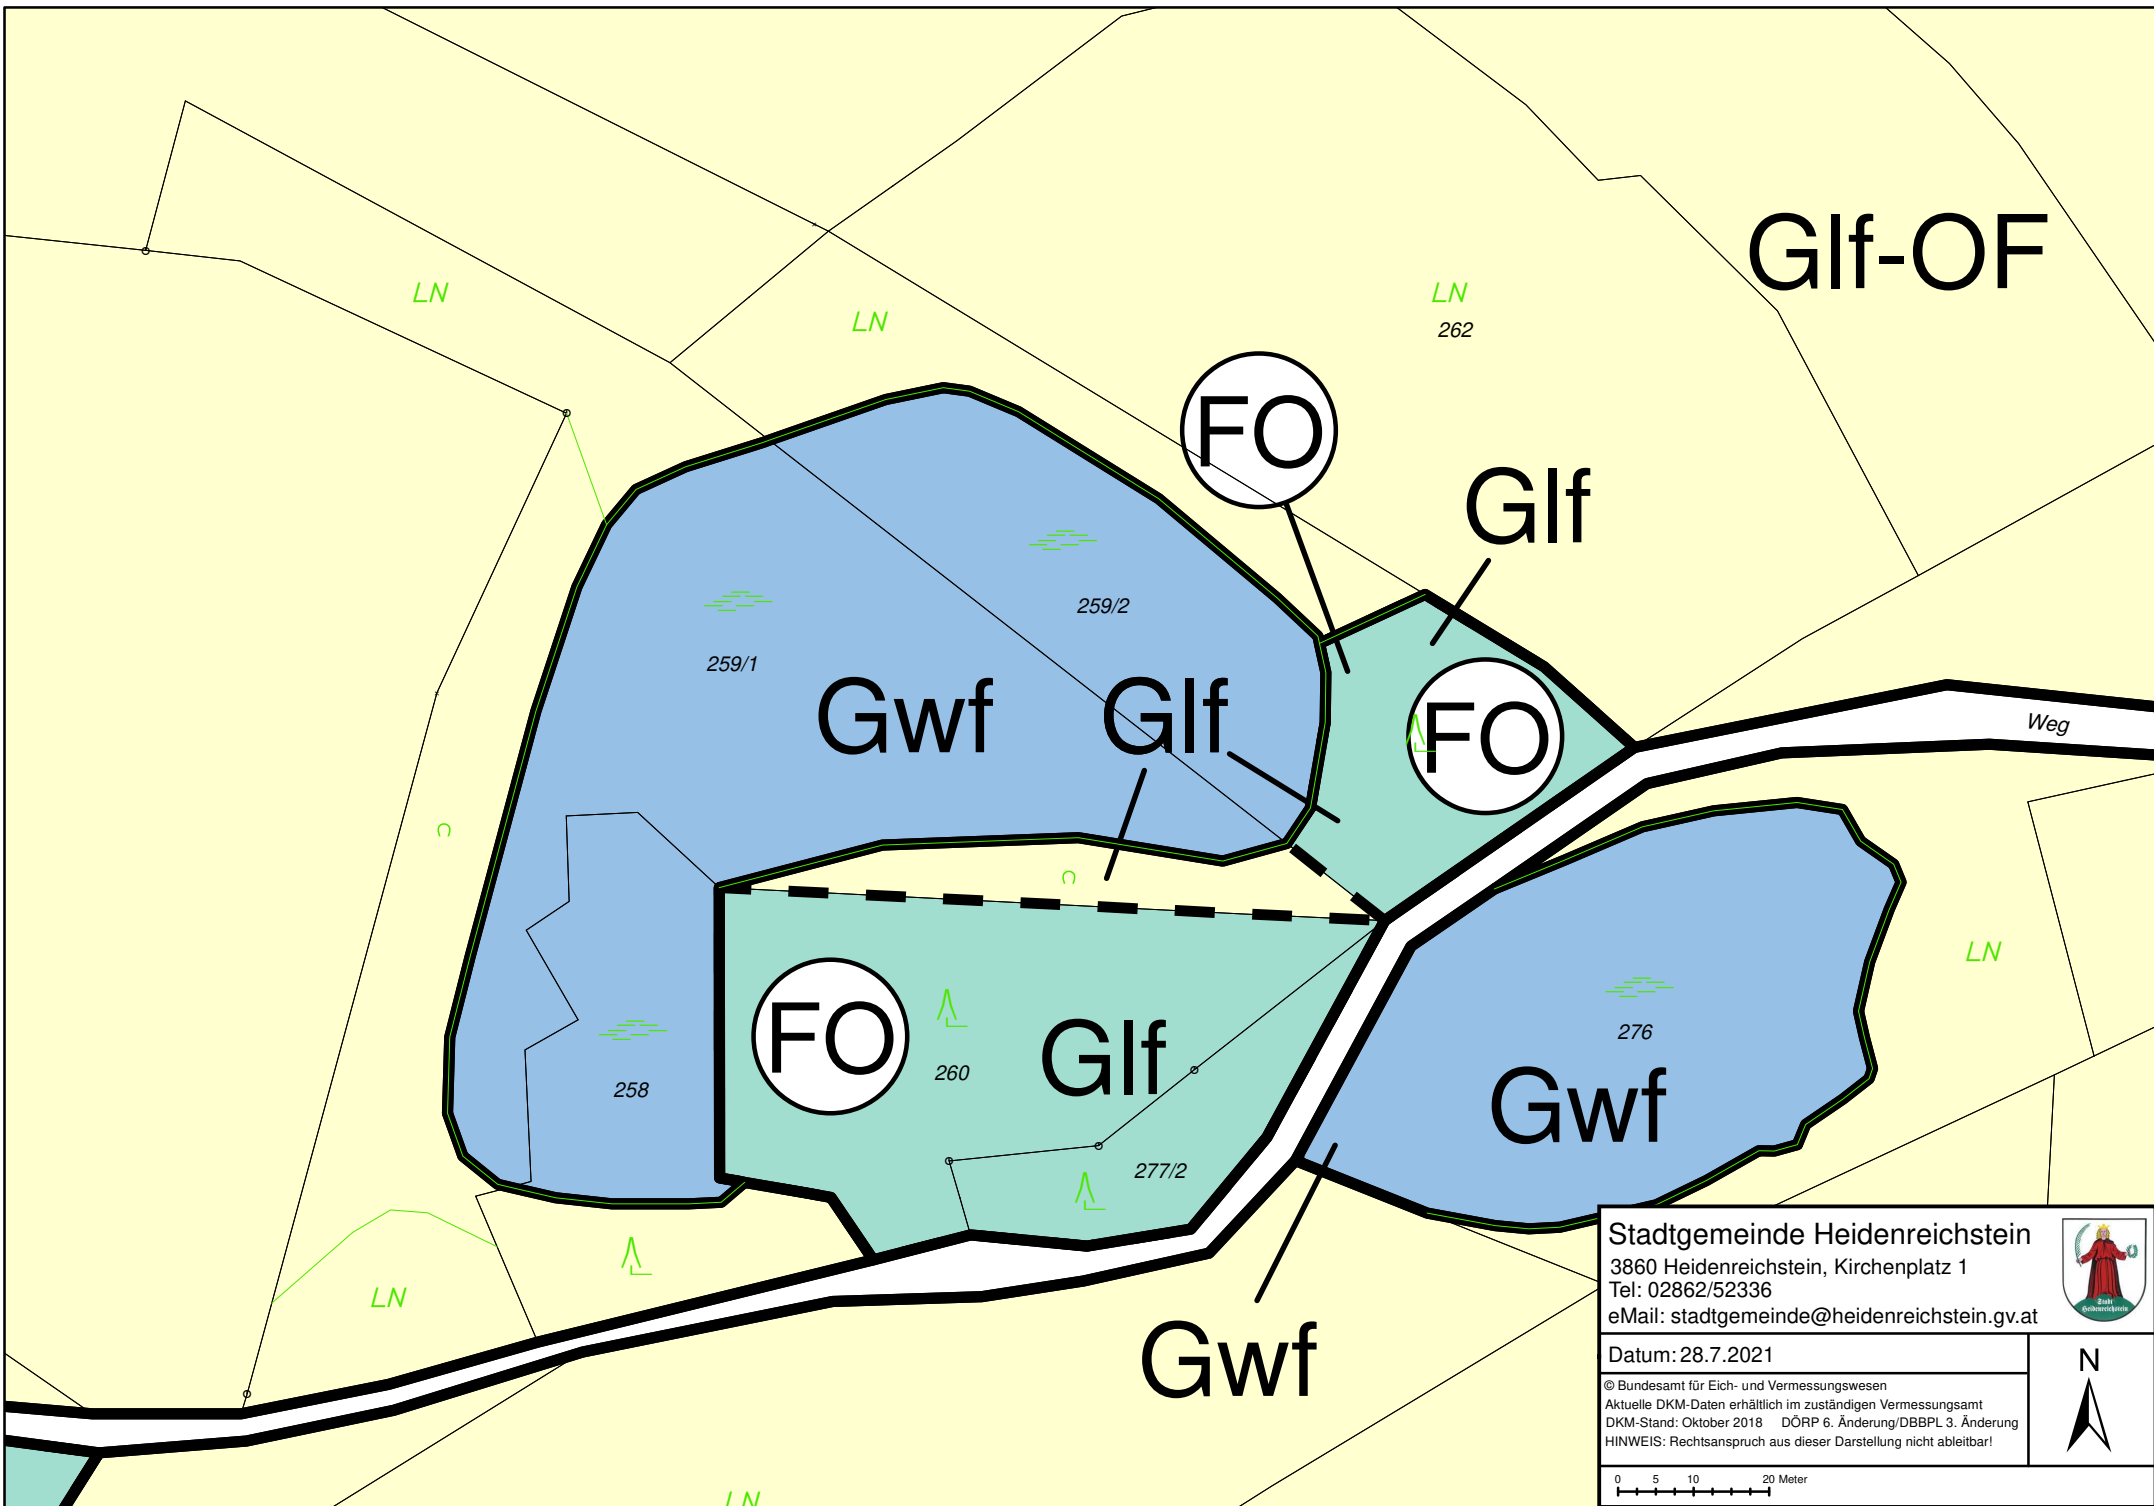 Glf-OF
LN
LN
LN
262
FO
Glf
259/2
259/1
Gwf
Glf
FO
Weg
LN
FO
260
Glf
276
258
Gwf
277/2
LN
Gwf
LN
Stadtgemeinde Heidenreichstein
3860 Heidenreichstein, Kirchenplatz 1
Tel: 02862/52336
eMail: stadtgemeinde@heidenreichstein.gv.at
Stadt
Heidenreichstein
Datum: 28.7.2021
N
© Bundesamt für Eich- und Vermessungswesen
Aktuelle DKM-Daten erhältlich im zuständigen Vermessungsamt
DKM-Stand: Oktober 2018 DÖRP 6. Änderung/DBBPL 3. Änderung
HINWEIS: Rechtsanspruch aus dieser Darstellung nicht ableitbar!
0 5 10 20 Meter